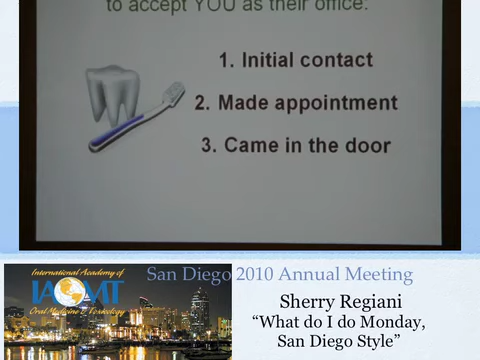 to accept YOU as their office:
1. Initial contact
2. Made appointment
3. Came in the door
International Academy of
IAOMT
Oral Medicine & Toxicology
San Diego 2010 Annual Meeting
Sherry Regiani
“What do I do Monday,
San Diego Style”